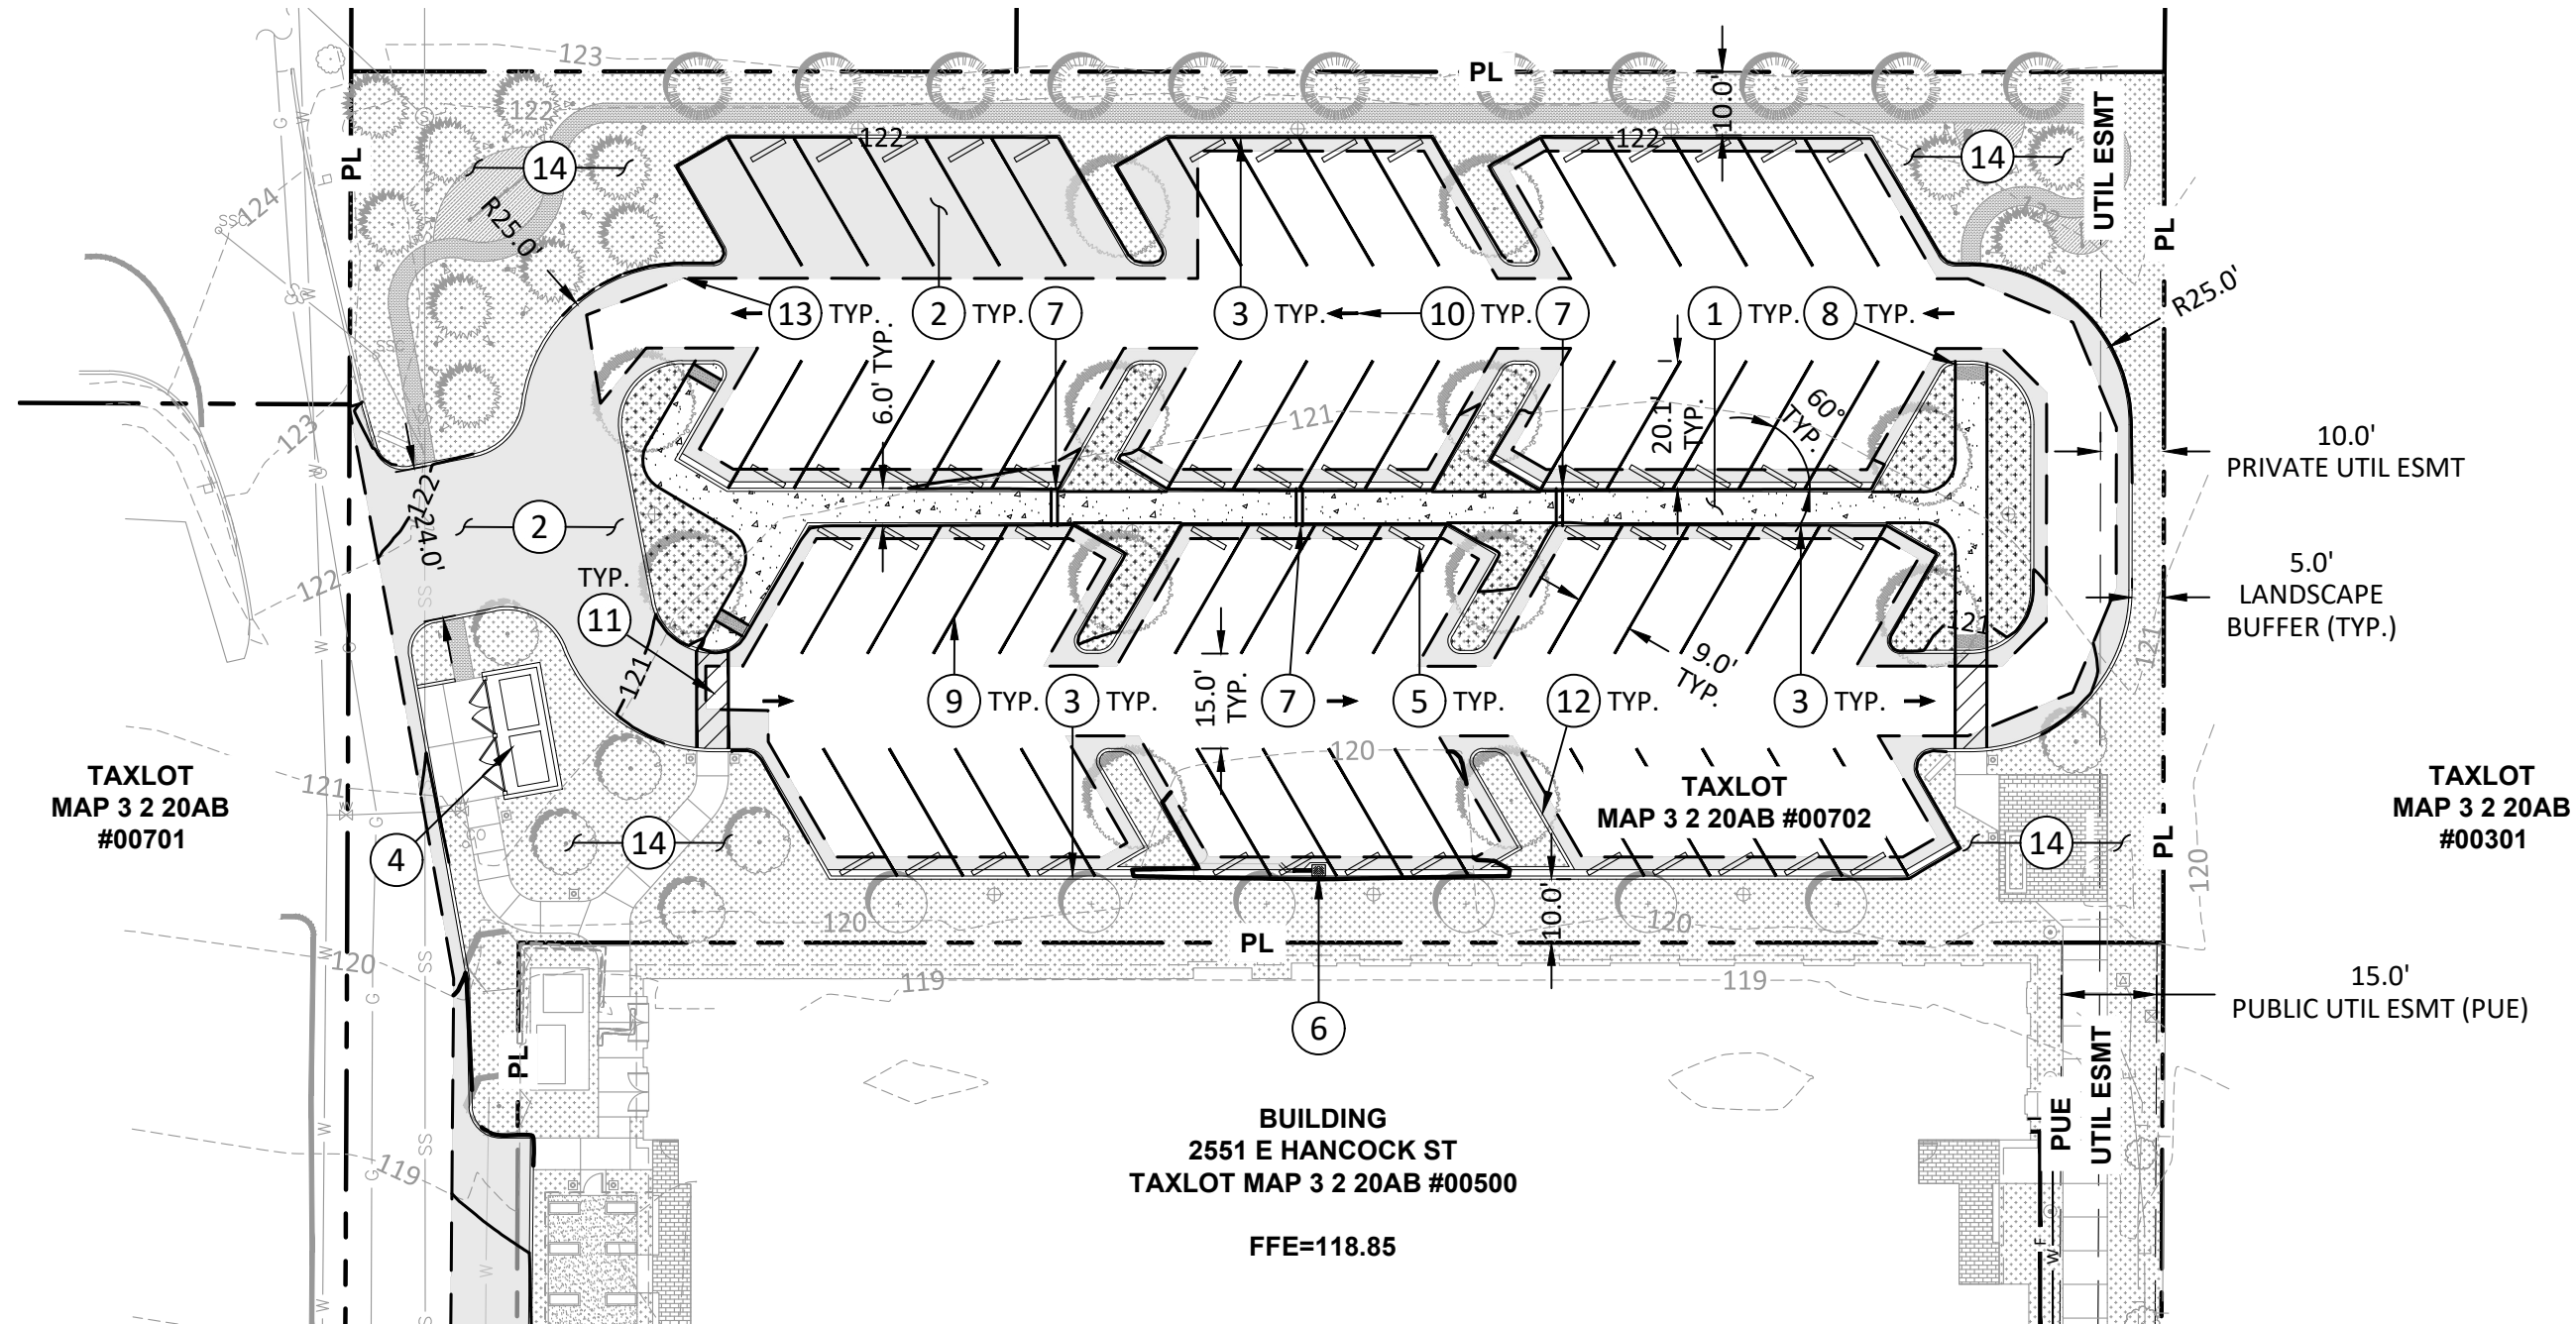 123
PL
122
10.0'
UTIL ESMT
122
122
PL
14
14
124
SS
R25.0'
122
PL
R25.0'
13 TYP.
2 TYP.
7
3 TYP.
10 TYP.
7
1 TYP.
8 TYP.
6.0' TYP.
20.1'
TYP.
60°
TYP.
121
123
10.0'
PRIVATE UTIL ESMT
122
24.0'
2
122
TYP.
11
121
5.0'
LANDSCAPE
BUFFER (TYP.)
121
121
9 TYP.
3 TYP.
15.0'
TYP.
7
5 TYP.
12 TYP.
9.0'
TYP.
3 TYP.
120
TAXLOT
MAP 3 2 20AB
#00701
121
4
14
TAXLOT
MAP 3 2 20AB #00702
14
PL
TAXLOT
MAP 3 2 20AB
#00301
120
120
10.0'
120
PL
120
119
119
15.0'
PUBLIC UTIL ESMT (PUE)
6
PL
PUE
UTIL ESMT
119
BUILDING
2551 E HANCOCK ST
TAXLOT MAP 3 2 20AB #00500
FFE=118.85